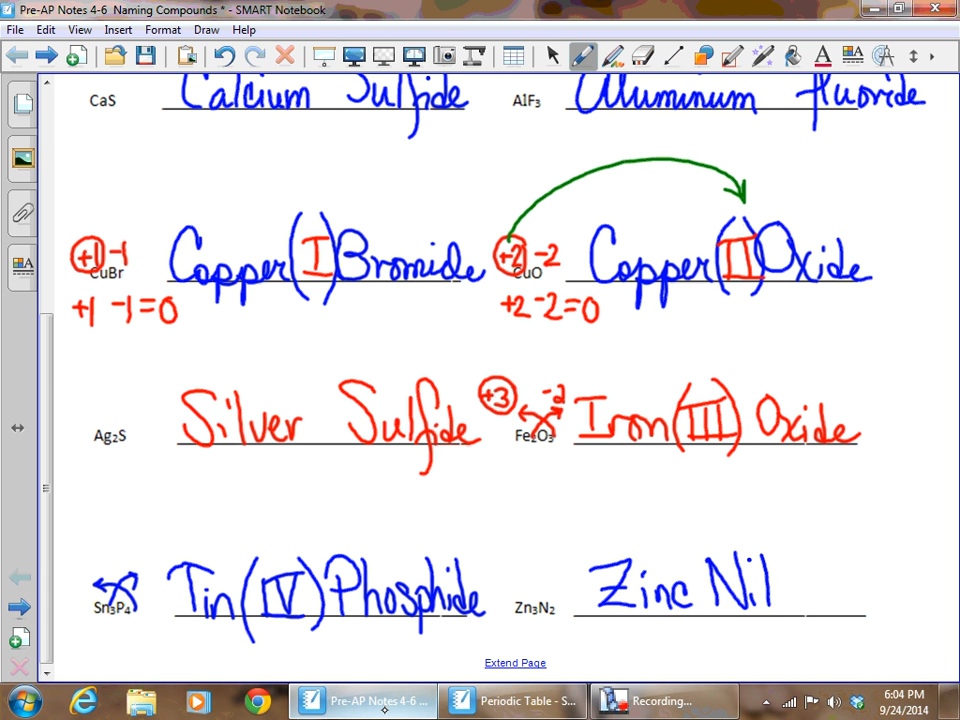 Pre-AP Notes 4-6 Naming Compounds * - SMART Notebook
File Edit View Insert Format Draw Help
CaS Calcium Sulfide AlF₃ Aluminum fluoride
+1 -1 +2 -2
CuBr Copper (I) Bromide CuO Copper (II) Oxide
+1 -1 = 0 +2 -2 = 0
+3 -2
Ag₂S Silver Sulfide Fe₂O₃ Iron (III) Oxide
Sn₃P₄ Tin (IV) Phosphide Zn₃N₂ Zinc Nil
Extend Page
Pre-AP Notes 4-6 ... Periodic Table - S... Recording...
6:04 PM
9/24/2014